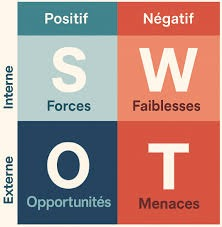 Positif Négatif
Interne
S W
Forces Faiblesses
Externe
O T
Opportunités Menaces